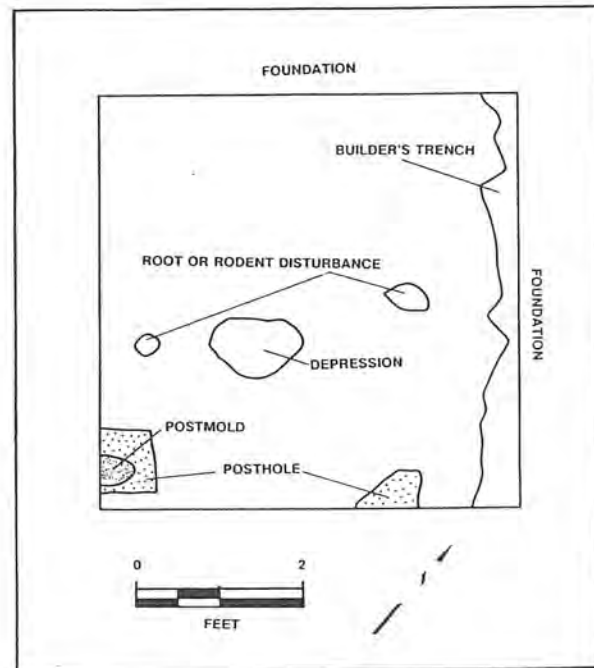 FOUNDATION
BUILDER'S TRENCH
ROOT OR RODENT DISTURBANCE
FOUNDATION
DEPRESSION
POSTMOLD
POSTHOLE
0 2
FEET